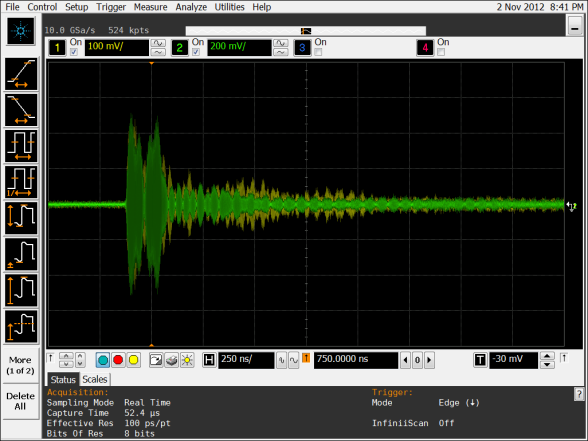 File Control Setup Trigger Measure Analyze Utilities Help 2 Nov 2012 8:41 PM
10.0 GSa/s 524 kpts
1 On 100 mV/ 2 On 200 mV/ 3 On 4 On
H 250 ns/ T 750.0000 ns 0 T -30 mV
More
(1 of 2)
Delete
All
Status Scales
Acquisition:
Sampling Mode Real Time
Capture Time 52.4 µs
Effective Res 100 ps/pt
Bits Of Res 8 bits
Trigger:
Mode Edge (↓)
InfiniiScan Off
?